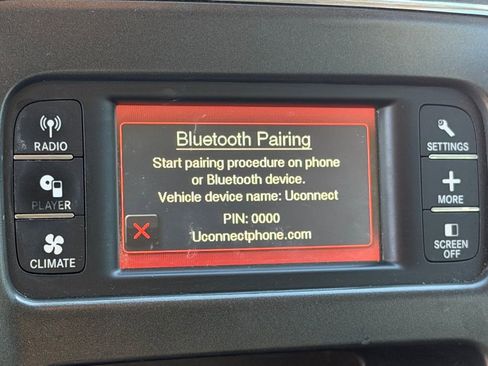 RADIO
PLAYER
CLIMATE
Bluetooth Pairing
Start pairing procedure on phone
or Bluetooth device.
Vehicle device name: Uconnect
PIN: 0000
Uconnectphone.com
SETTINGS
MORE
SCREEN
OFF